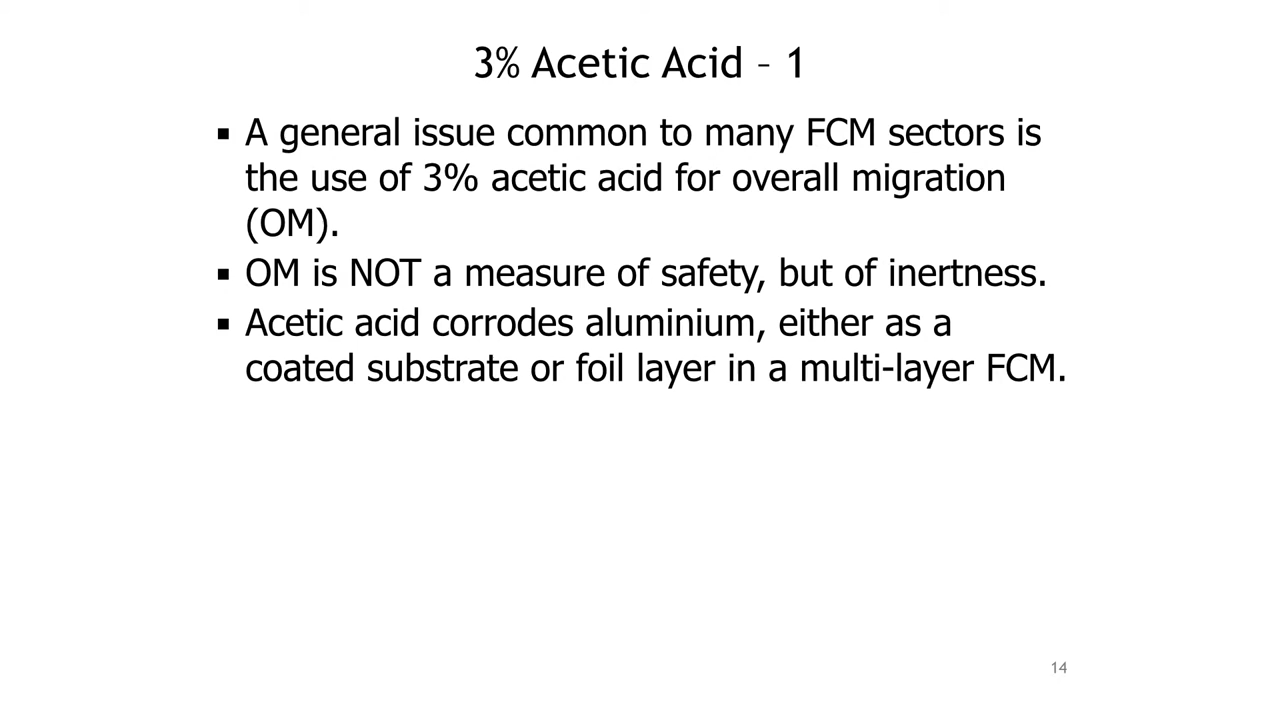 3% Acetic Acid – 1
▪ A general issue common to many FCM sectors is
the use of 3% acetic acid for overall migration
(OM).
▪ OM is NOT a measure of safety, but of inertness.
▪ Acetic acid corrodes aluminium, either as a
coated substrate or foil layer in a multi-layer FCM.
14